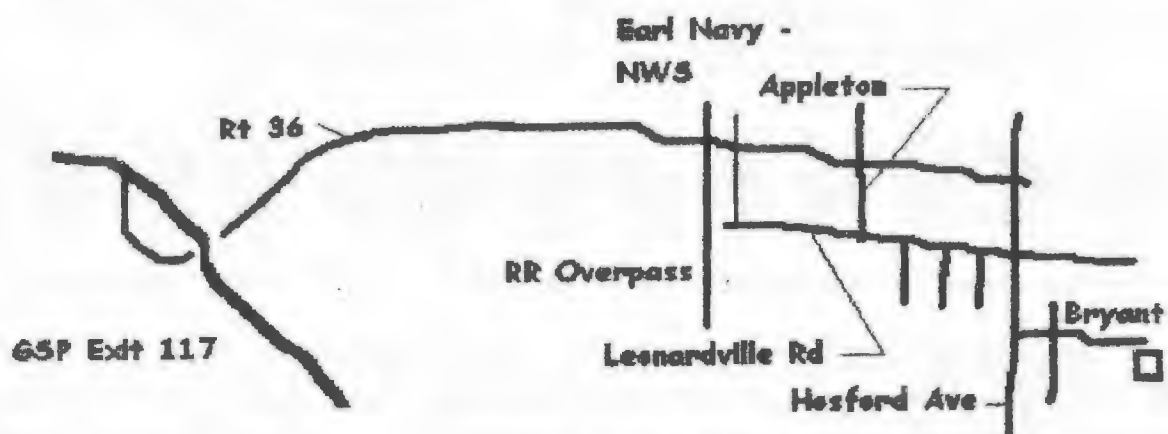 Earl Navy -
NWS
Appleton
Rt 36
RR Overpass
Bryant
GSP Exit 117
Leonardville Rd
Hosford Ave